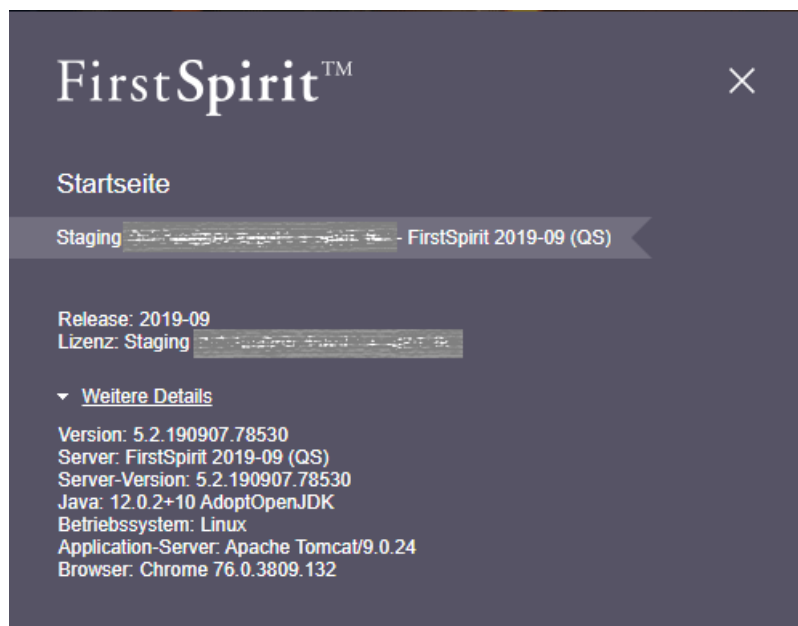 FirstSpirit™
Startseite
Staging - FirstSpirit 2019-09 (QS)
Release: 2019-09
Lizenz: Staging
Weitere Details
Version: 5.2.190907.78530
Server: FirstSpirit 2019-09 (QS)
Server-Version: 5.2.190907.78530
Java: 12.0.2+10 AdoptOpenJDK
Betriebssystem: Linux
Application-Server: Apache Tomcat/9.0.24
Browser: Chrome 76.0.3809.132